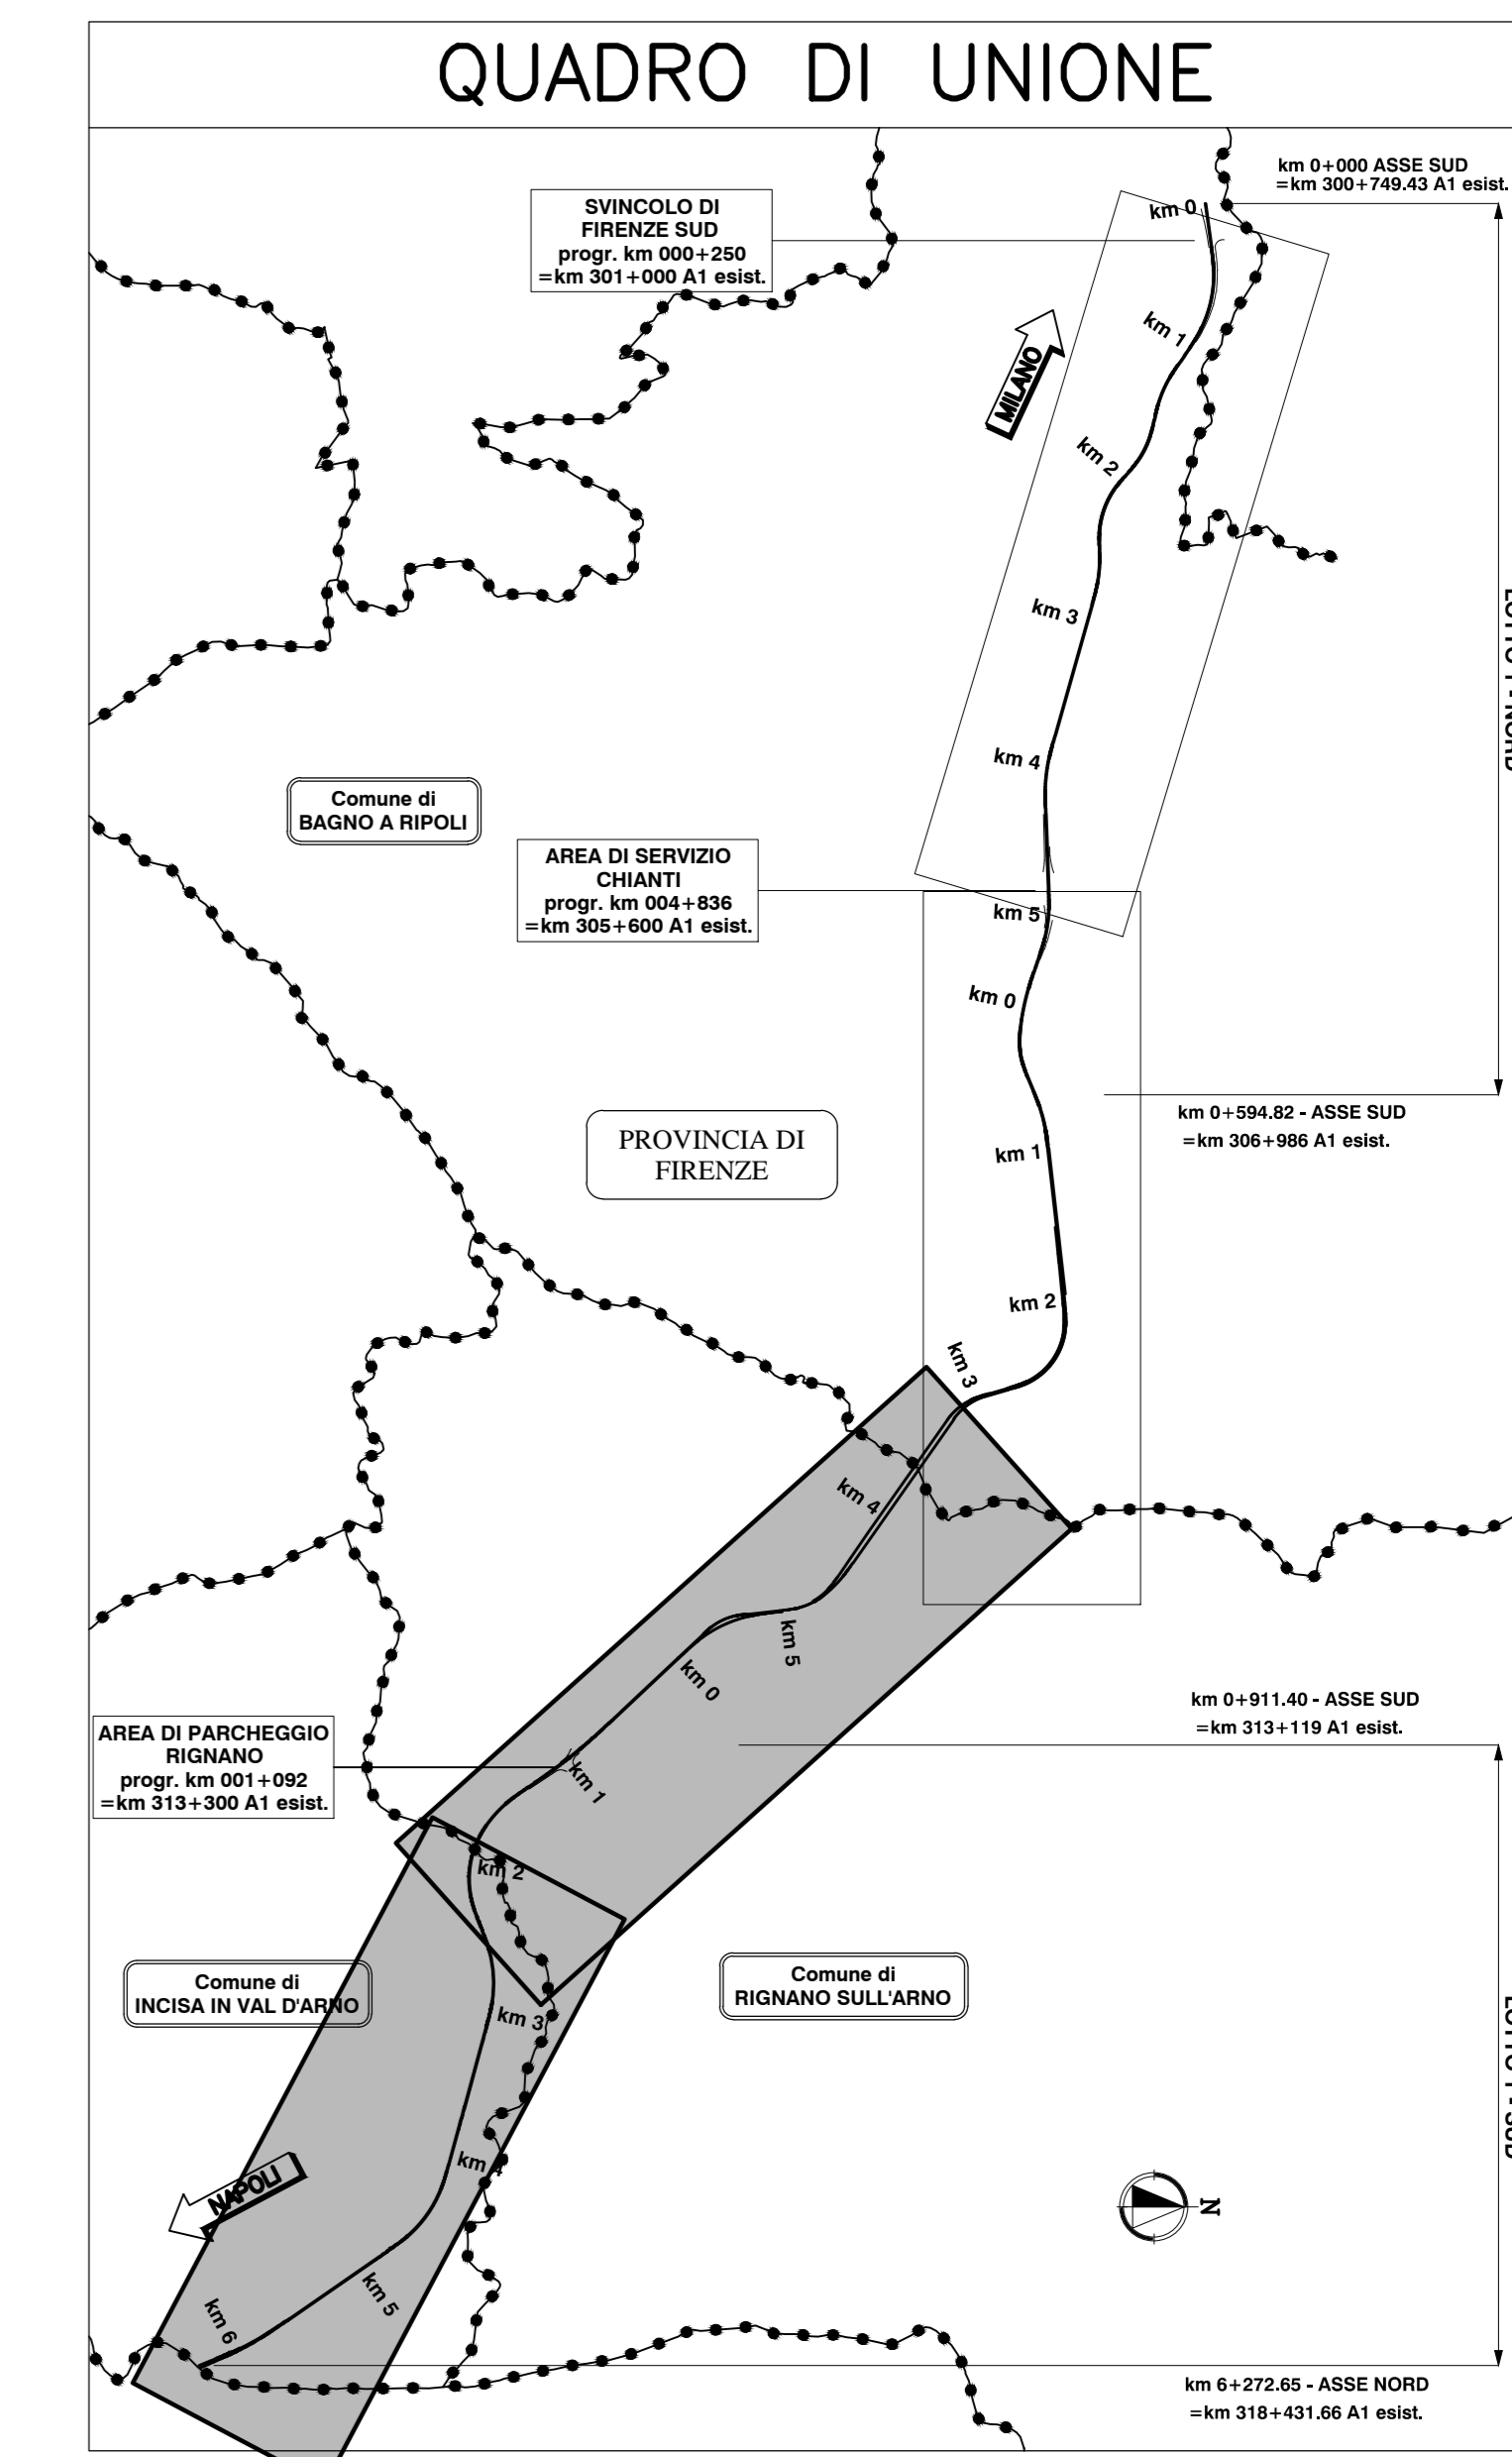 QUADRO DI UNIONE
km 0+000 ASSE SUD
=km 300+749.43 A1 esist.
SVINCOLO DI
FIRENZE SUD
progr. km 000+250
=km 301+000 A1 esist.
km 0
km 1
MILANO
km 2
km 3
km 4
Comune di
BAGNO A RIPOLI
AREA DI SERVIZIO
CHIANTI
progr. km 004+836
=km 305+600 A1 esist.
km 5
km 0
km 0+594.82 - ASSE SUD
=km 306+986 A1 esist.
PROVINCIA DI
FIRENZE
km 1
km 2
km 3
km 4
km 5
km 0
km 0+911.40 - ASSE SUD
=km 313+119 A1 esist.
AREA DI PARCHEGGIO
RIGNANO
progr. km 001+092
=km 313+300 A1 esist.
km 1
km 2
Comune di
INCISA IN VAL D'ARNO
Comune di
RIGNANO SULL'ARNO
km 3
km 4
NAPOLI
N
km 5
km 6
km 6+272.65 - ASSE NORD
=km 318+431.66 A1 esist.